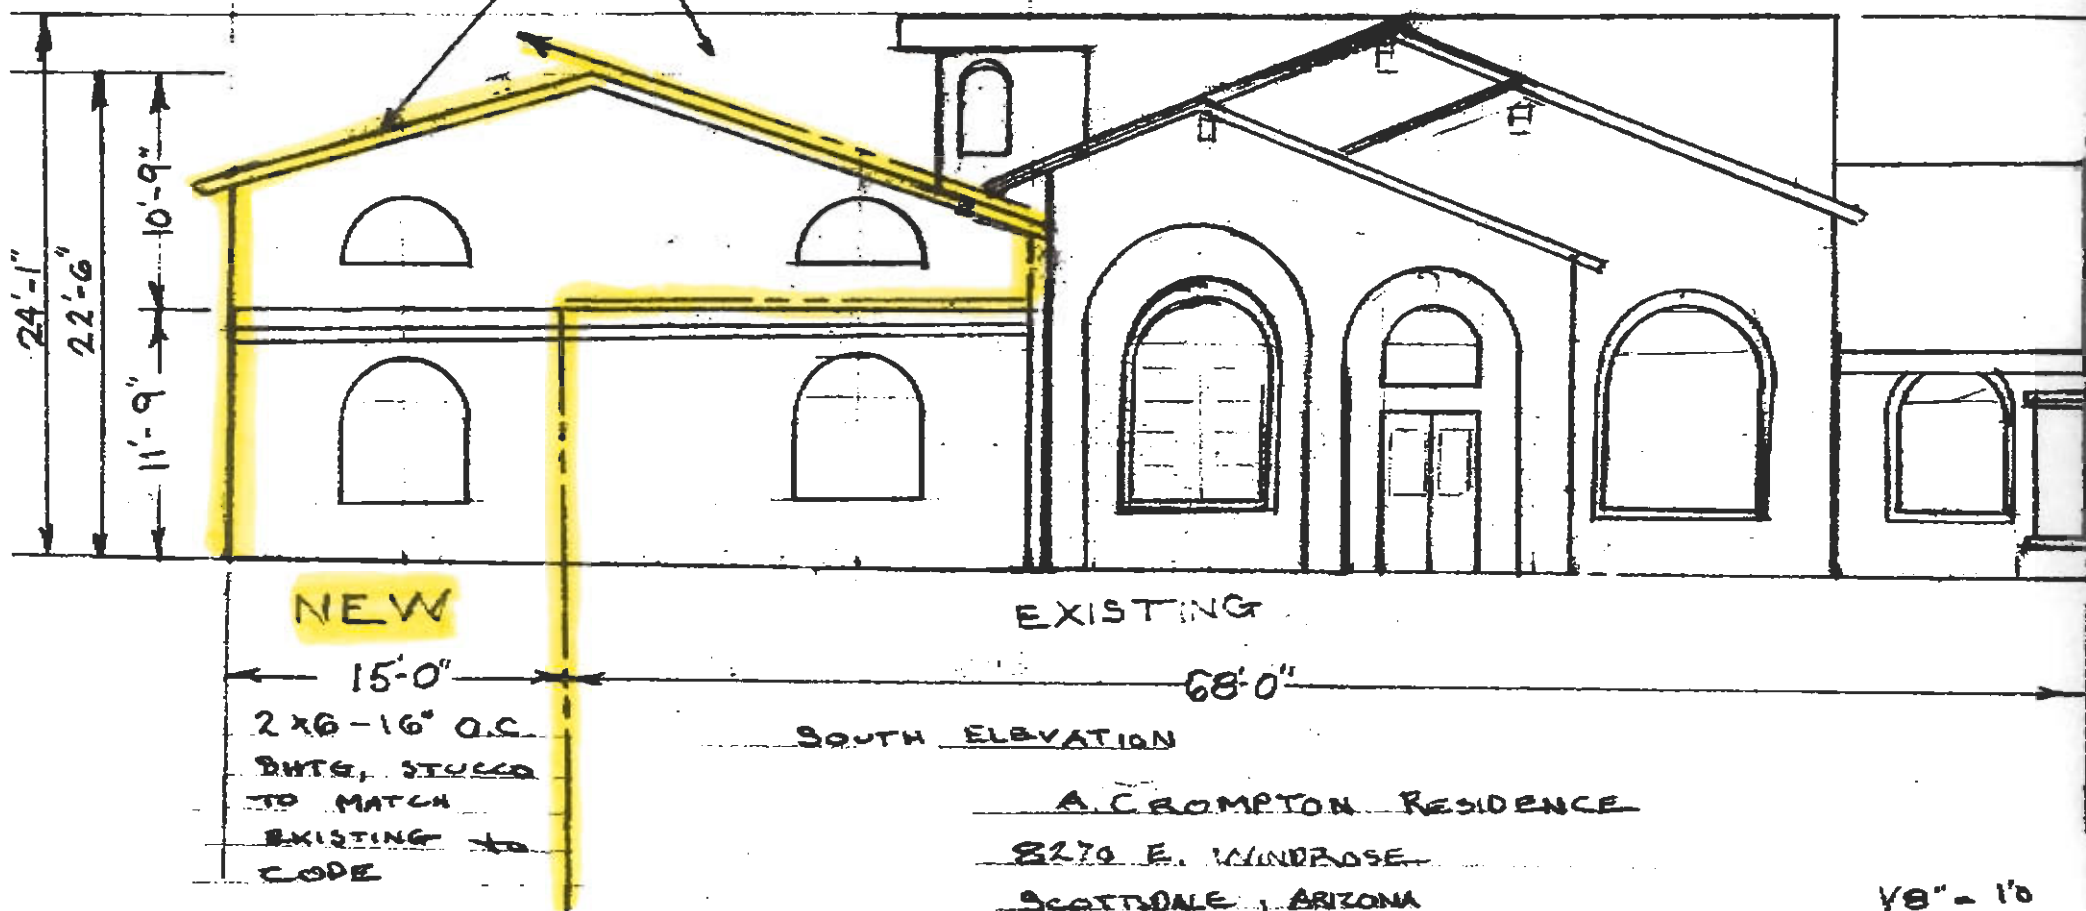 24'-1"
22'-6"
10'-9"
11'-9"
NEW
EXISTING
15'-0"
68'-0"
2x6-16" O.C.
SHTG, STUCCO
TO MATCH
EXISTING to
CODE
SOUTH ELEVATION
A. CROMPTON RESIDENCE
8270 E. WINDROSE
SCOTTSDALE, ARIZONA
1/8" = 1'0